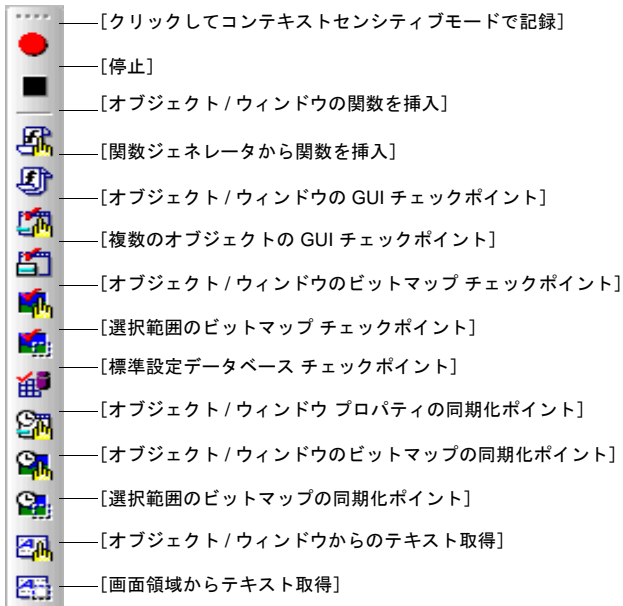 [クリックしてコンテキストセンシティブモードで記録]
[停止]
[オブジェクト / ウィンドウの関数を挿入]
[関数ジェネレータから関数を挿入]
[オブジェクト / ウィンドウの GUI チェックポイント]
[複数のオブジェクトの GUI チェックポイント]
[オブジェクト / ウィンドウのビットマップ チェックポイント]
[選択範囲のビットマップ チェックポイント]
[標準設定データベース チェックポイント]
[オブジェクト / ウィンドウ プロパティの同期化ポイント]
[オブジェクト / ウィンドウのビットマップの同期化ポイント]
[選択範囲のビットマップの同期化ポイント]
[オブジェクト / ウィンドウからのテキスト取得]
[画面領域からテキスト取得]